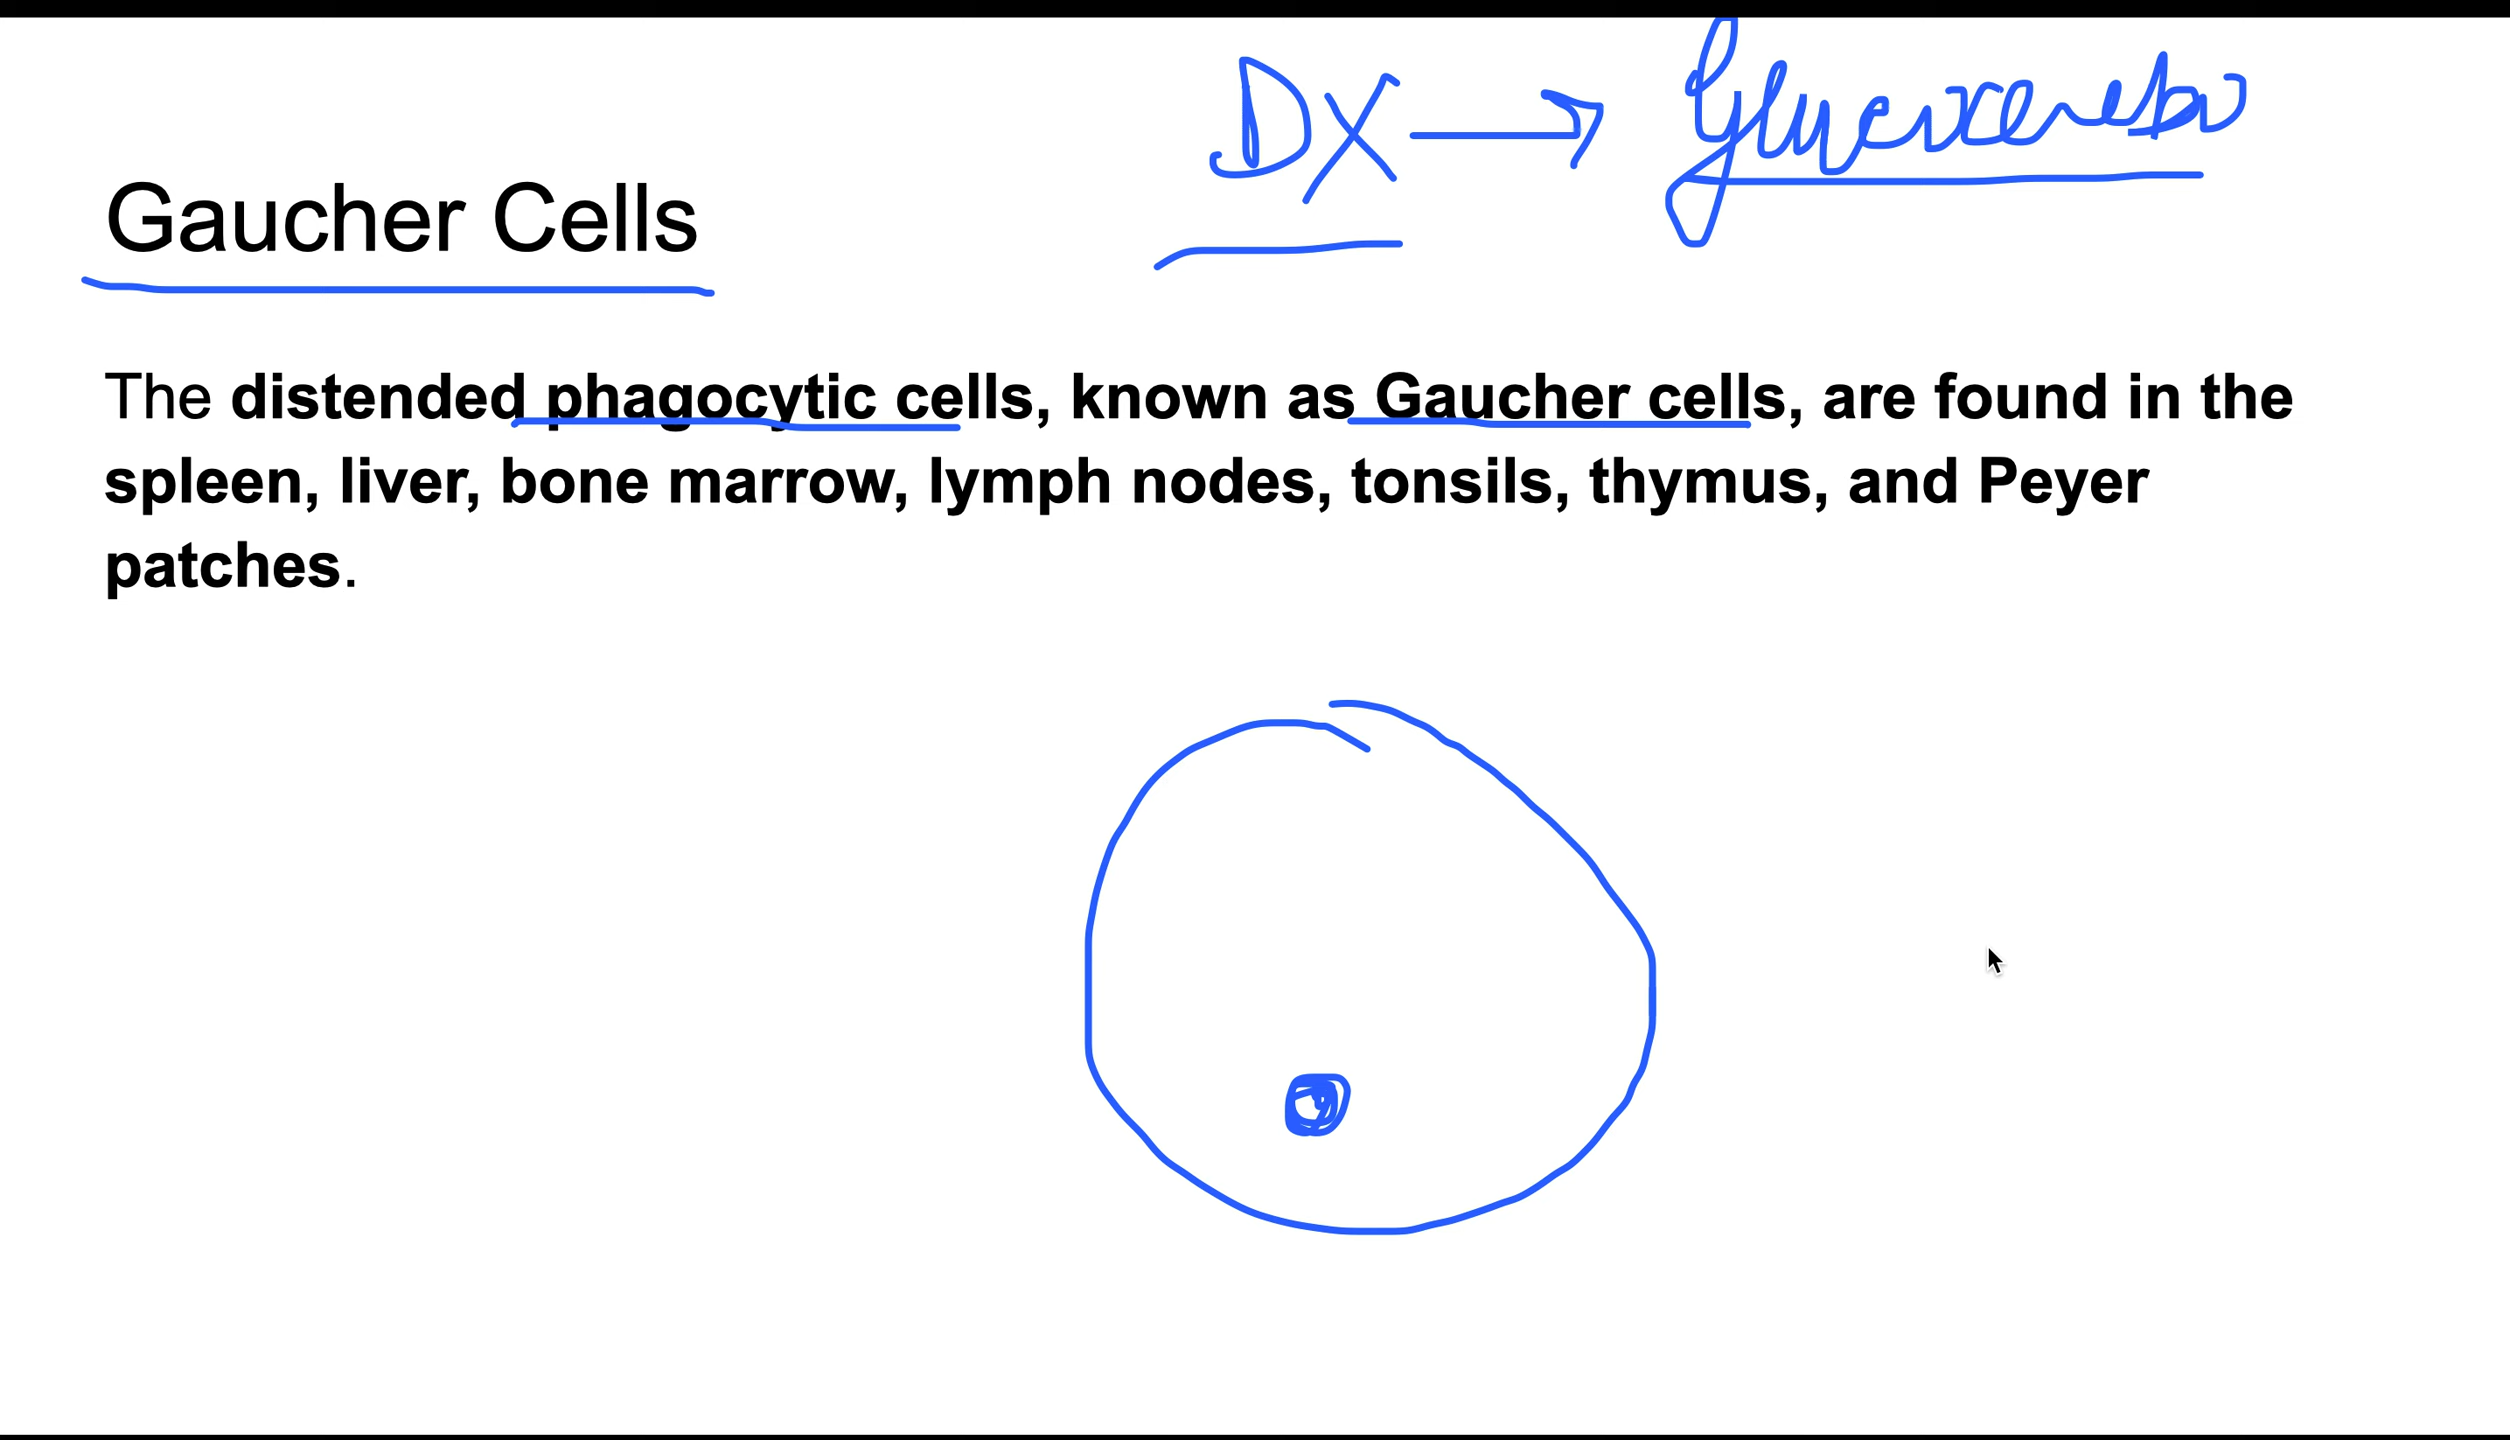 DX →
Gaucher Cells
The distended phagocytic cells, known as Gaucher cells, are found in the
spleen, liver, bone marrow, lymph nodes, tonsils, thymus, and Peyer
patches.